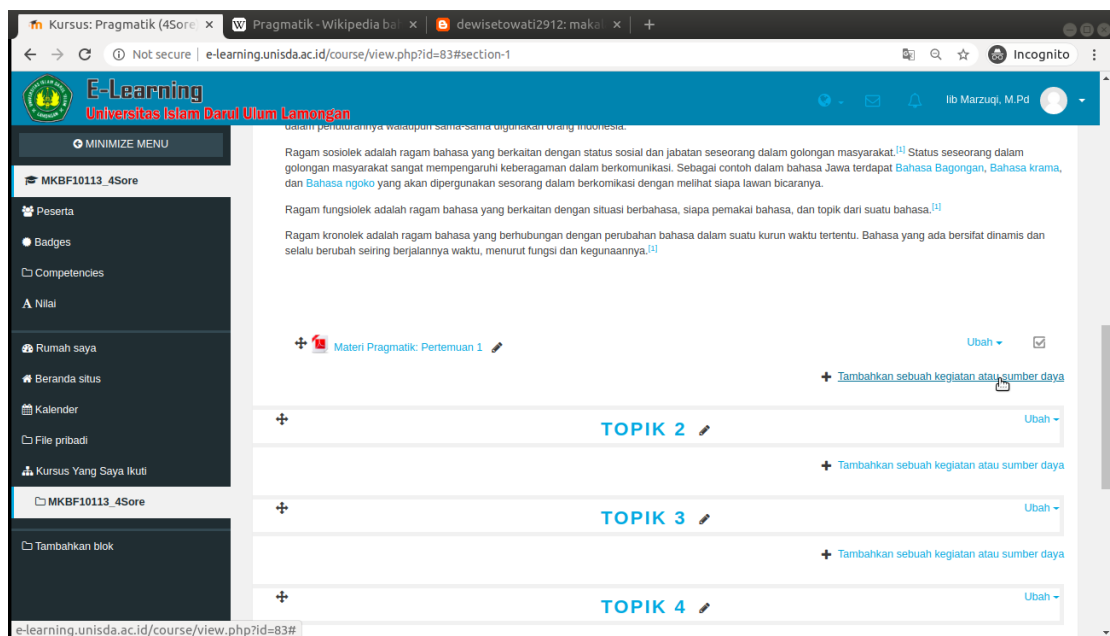 Kursus: Pragmatik (4Sore)
Pragmatik - Wikipedia ba
dewisetowati2912: maka
Not secure | e-learning.unisda.ac.id/course/view.php?id=83#section-1
Incognito
E-Learning
Universitas Islam Darul Ulum Lamongan
Iib Marzuqi, M.Pd
MINIMIZE MENU
MKBF10113_4Sore
Peserta
Badges
Competencies
Nilai
Rumah saya
Beranda situs
Kalender
File pribadi
Kursus Yang Saya Ikuti
MKBF10113_4Sore
Tambahkan blok
dalam penuturannya walaupun sama-sama digunakan orang Indonesia.
Ragam sosiolek adalah ragam bahasa yang berkaitan dengan status sosial dan jabatan seseorang dalam golongan masyarakat.[1] Status seseorang dalam
golongan masyarakat sangat mempengaruhi keberagaman dalam berkomunikasi. Sebagai contoh dalam bahasa Jawa terdapat Bahasa Bagongan, Bahasa krama,
dan Bahasa ngoko yang akan dipergunakan sesorang dalam berkomikasi dengan melihat siapa lawan bicaranya.
Ragam fungsiolek adalah ragam bahasa yang berkaitan dengan situasi berbahasa, siapa pemakai bahasa, dan topik dari suatu bahasa.[1]
Ragam kronolek adalah ragam bahasa yang berhubungan dengan perubahan bahasa dalam suatu kurun waktu tertentu. Bahasa yang ada bersifat dinamis dan
selalu berubah seiring berjalannya waktu, menurut fungsi dan kegunaannya.[1]
Materi Pragmatik: Pertemuan 1
Ubah
Tambahkan sebuah kegiatan atau sumber daya
TOPIK 2
Ubah
Tambahkan sebuah kegiatan atau sumber daya
TOPIK 3
Ubah
Tambahkan sebuah kegiatan atau sumber daya
TOPIK 4
Ubah
e-learning.unisda.ac.id/course/view.php?id=83#